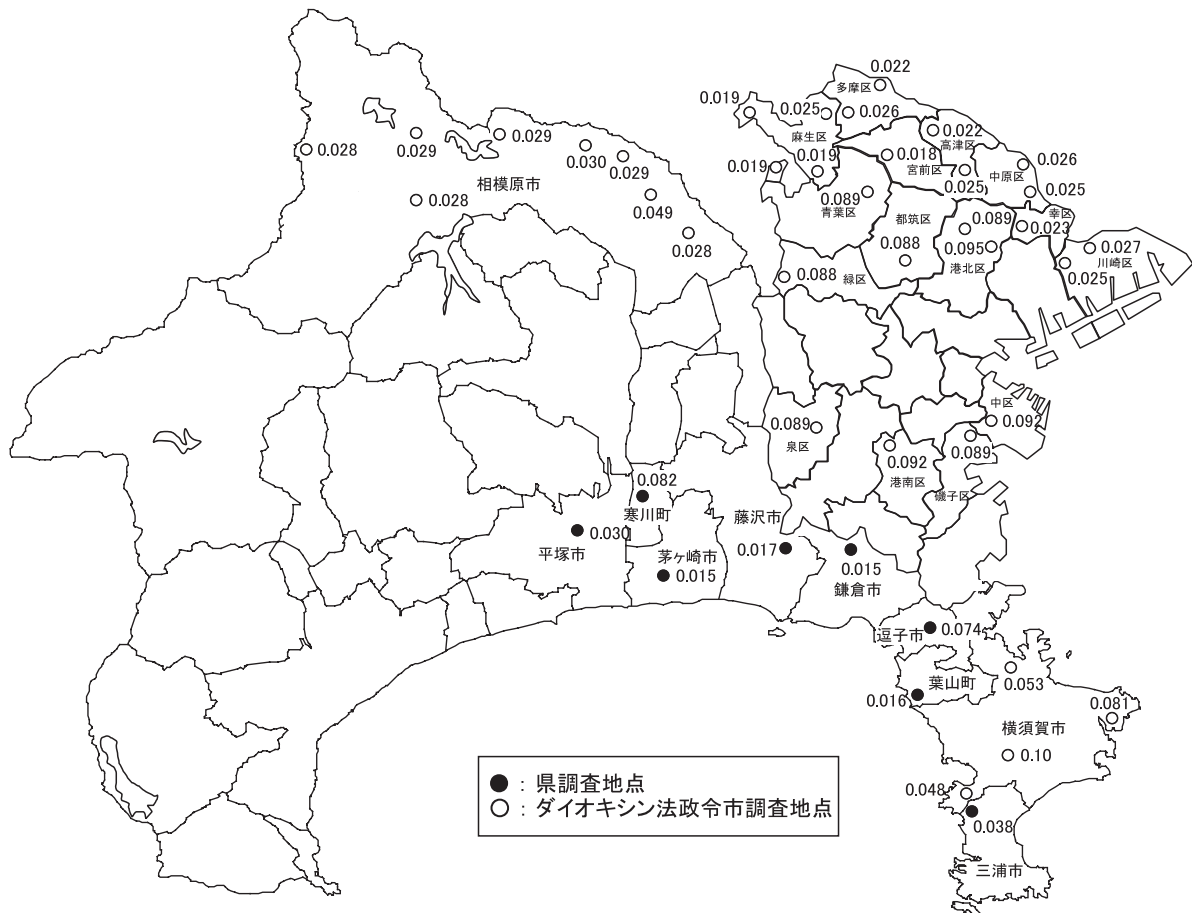 0.022
多摩区
0.019
0.025
0.026
麻生区
0.022
高津区
0.029
0.028
0.029
0.030
0.029
0.019
0.019
0.018
宮前区
0.025
中原区
0.026
0.025
相模原市
0.028
0.049
0.028
0.089
青葉区
都筑区
0.088
0.089
0.095
港北区
幸区
0.023
0.027
川崎区
0.025
0.088
緑区
0.089
泉区
中区
0.092
0.092
港南区
0.089
磯子区
0.082
寒川町
0.030
平塚市
茅ヶ崎市
0.015
藤沢市
0.017
0.015
鎌倉市
逗子市
0.074
葉山町
0.016
0.053
0.081
横須賀市
0.10
0.048
0.038
三浦市
● : 県調査地点
○ : ダイオキシン法政令市調査地点